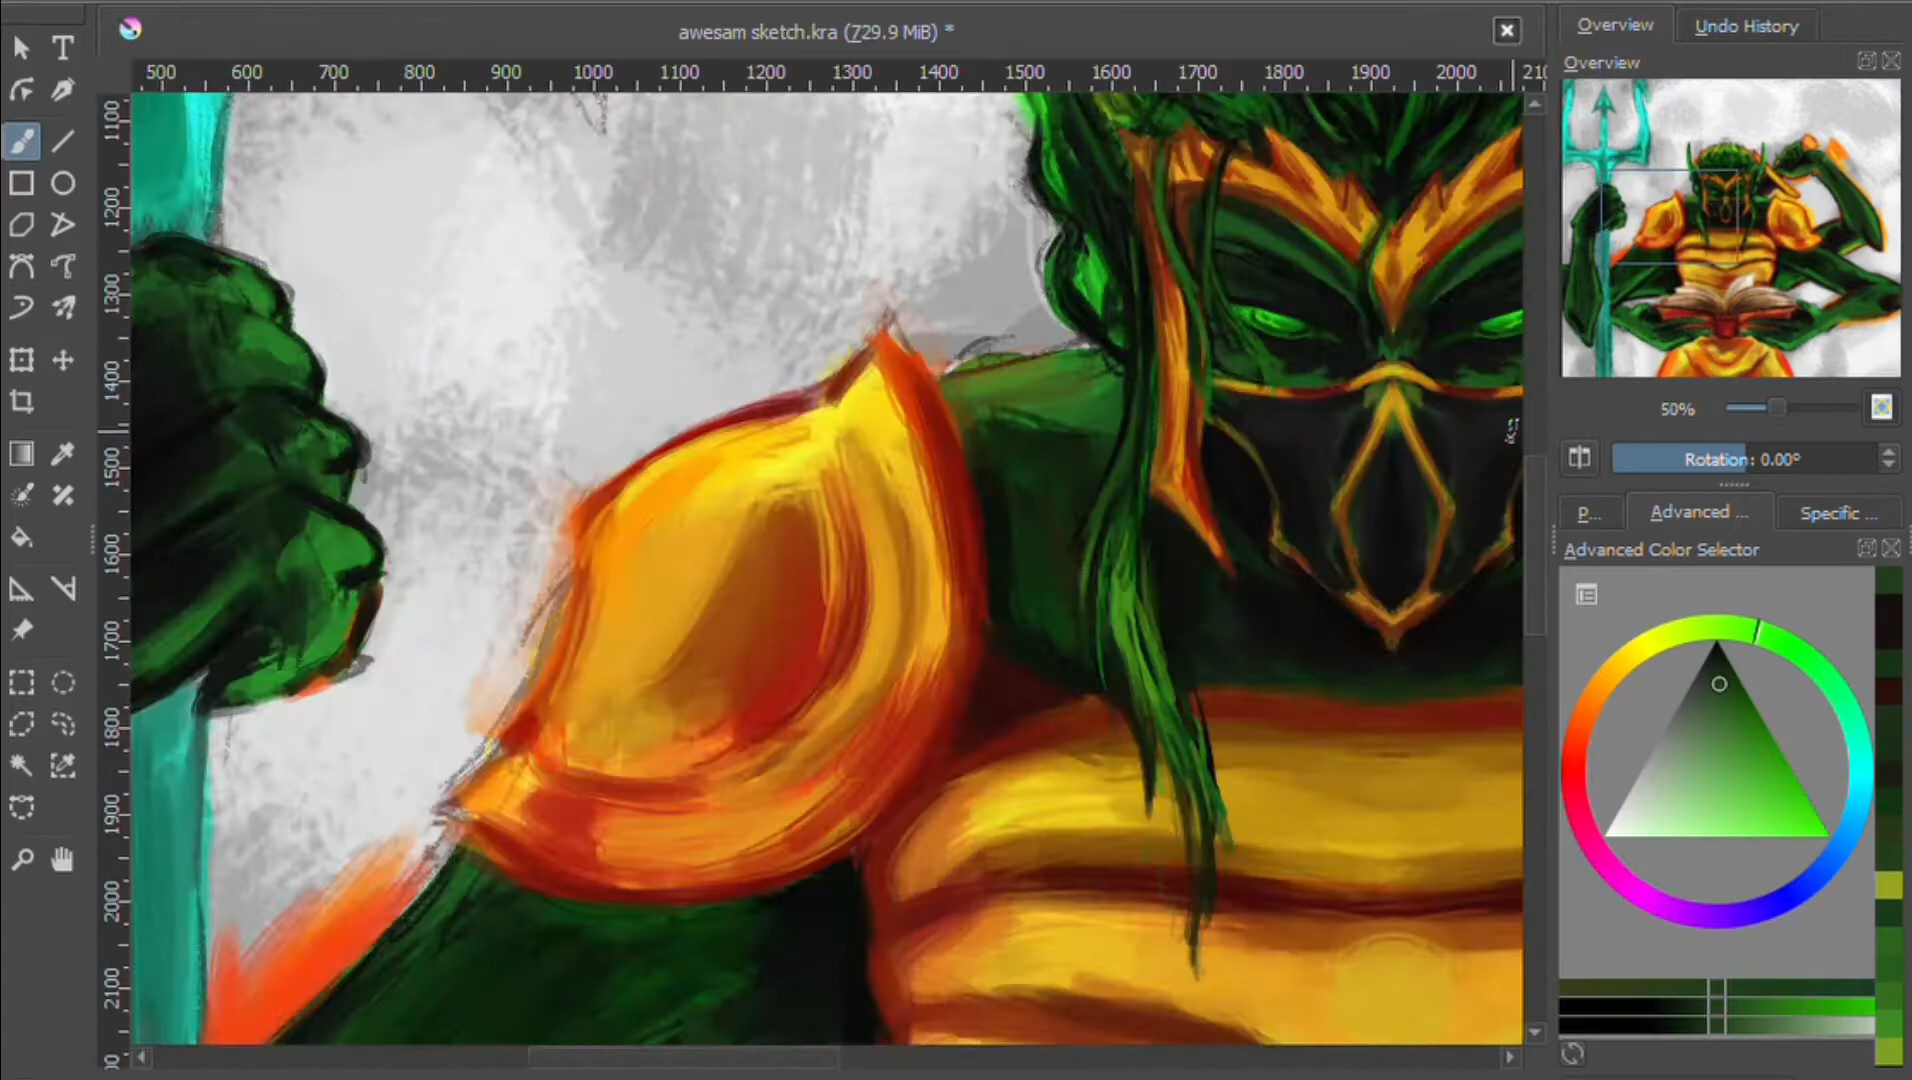 awesam sketch.kra (729.9 MiB) *
Overview
Undo History
Overview
500 600 700 800 900 1000 1100 1200 1300 1400 1500 1600 1700 1800 1900 2000 210
1100
1200
1300
1400
1500
1600
1700
1800
1900
2000
2100
50%
Rotation: 0.00°
P...
Advanced ...
Specific ...
Advanced Color Selector